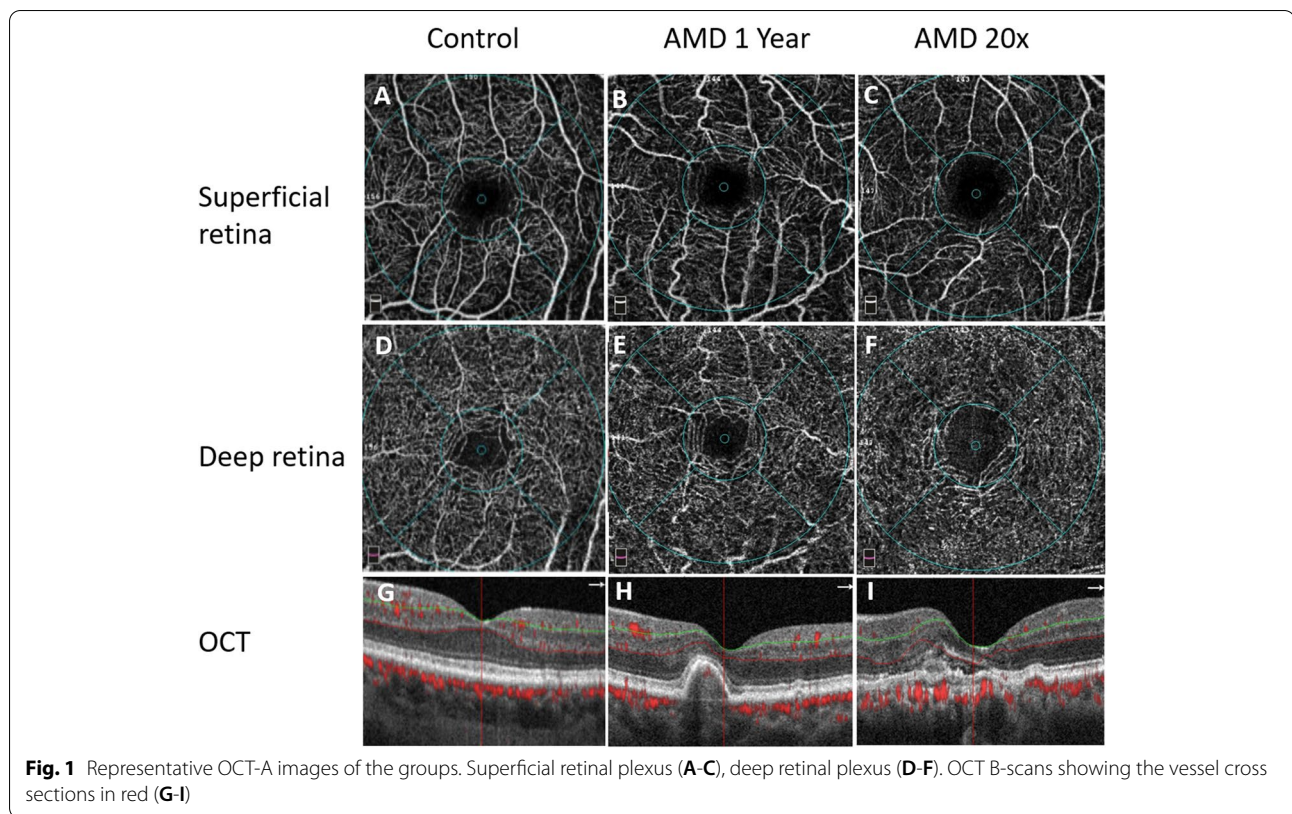 Control AMD 1 Year AMD 20x
A B C
Superficial
retina
D E F
Deep retina
G H I
OCT
Fig. 1 Representative OCT-A images of the groups. Superficial retinal plexus (A-C), deep retinal plexus (D-F). OCT B-scans showing the vessel cross
sections in red (G-I)